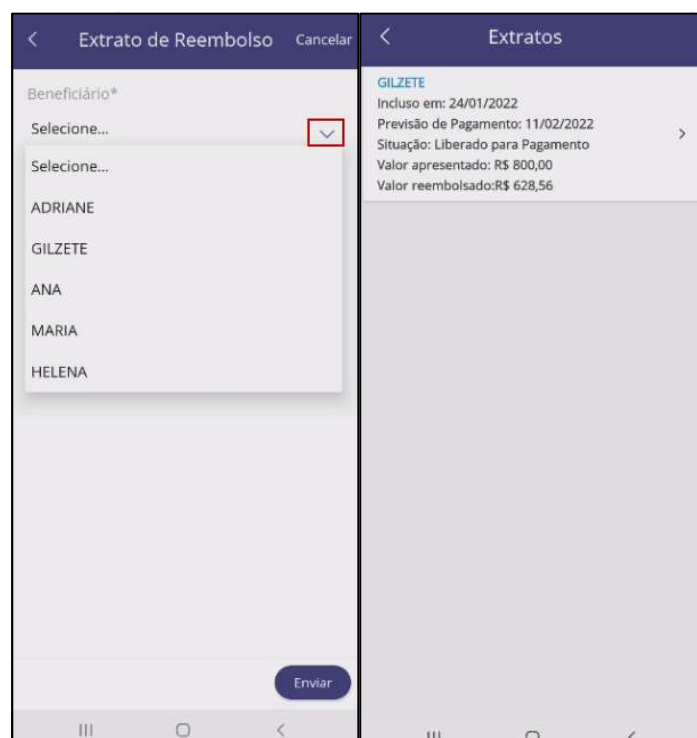 Extrato de Reembolso Cancelar
Beneficiário*
Selecione...
Selecione...
ADRIANE
GILZETE
ANA
MARIA
HELENA
Enviar
Extratos
GILZETE
Incluso em: 24/01/2022
Previsão de Pagamento: 11/02/2022
Situação: Liberado para Pagamento
Valor apresentado: R$ 800,00
Valor reembolsado:R$ 628,56